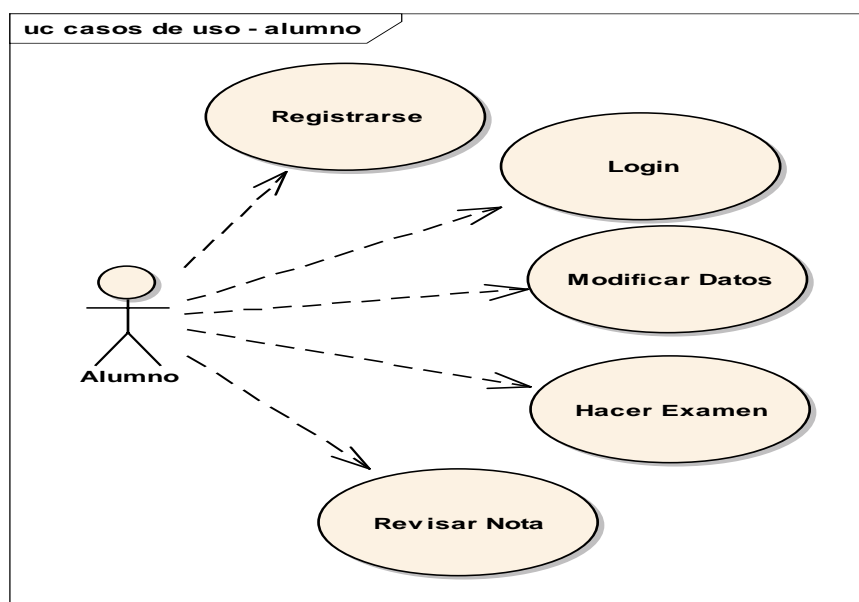 uc casos de uso - alumno
Registrarse
Login
Modificar Datos
Alumno
Hacer Examen
Revisar Nota